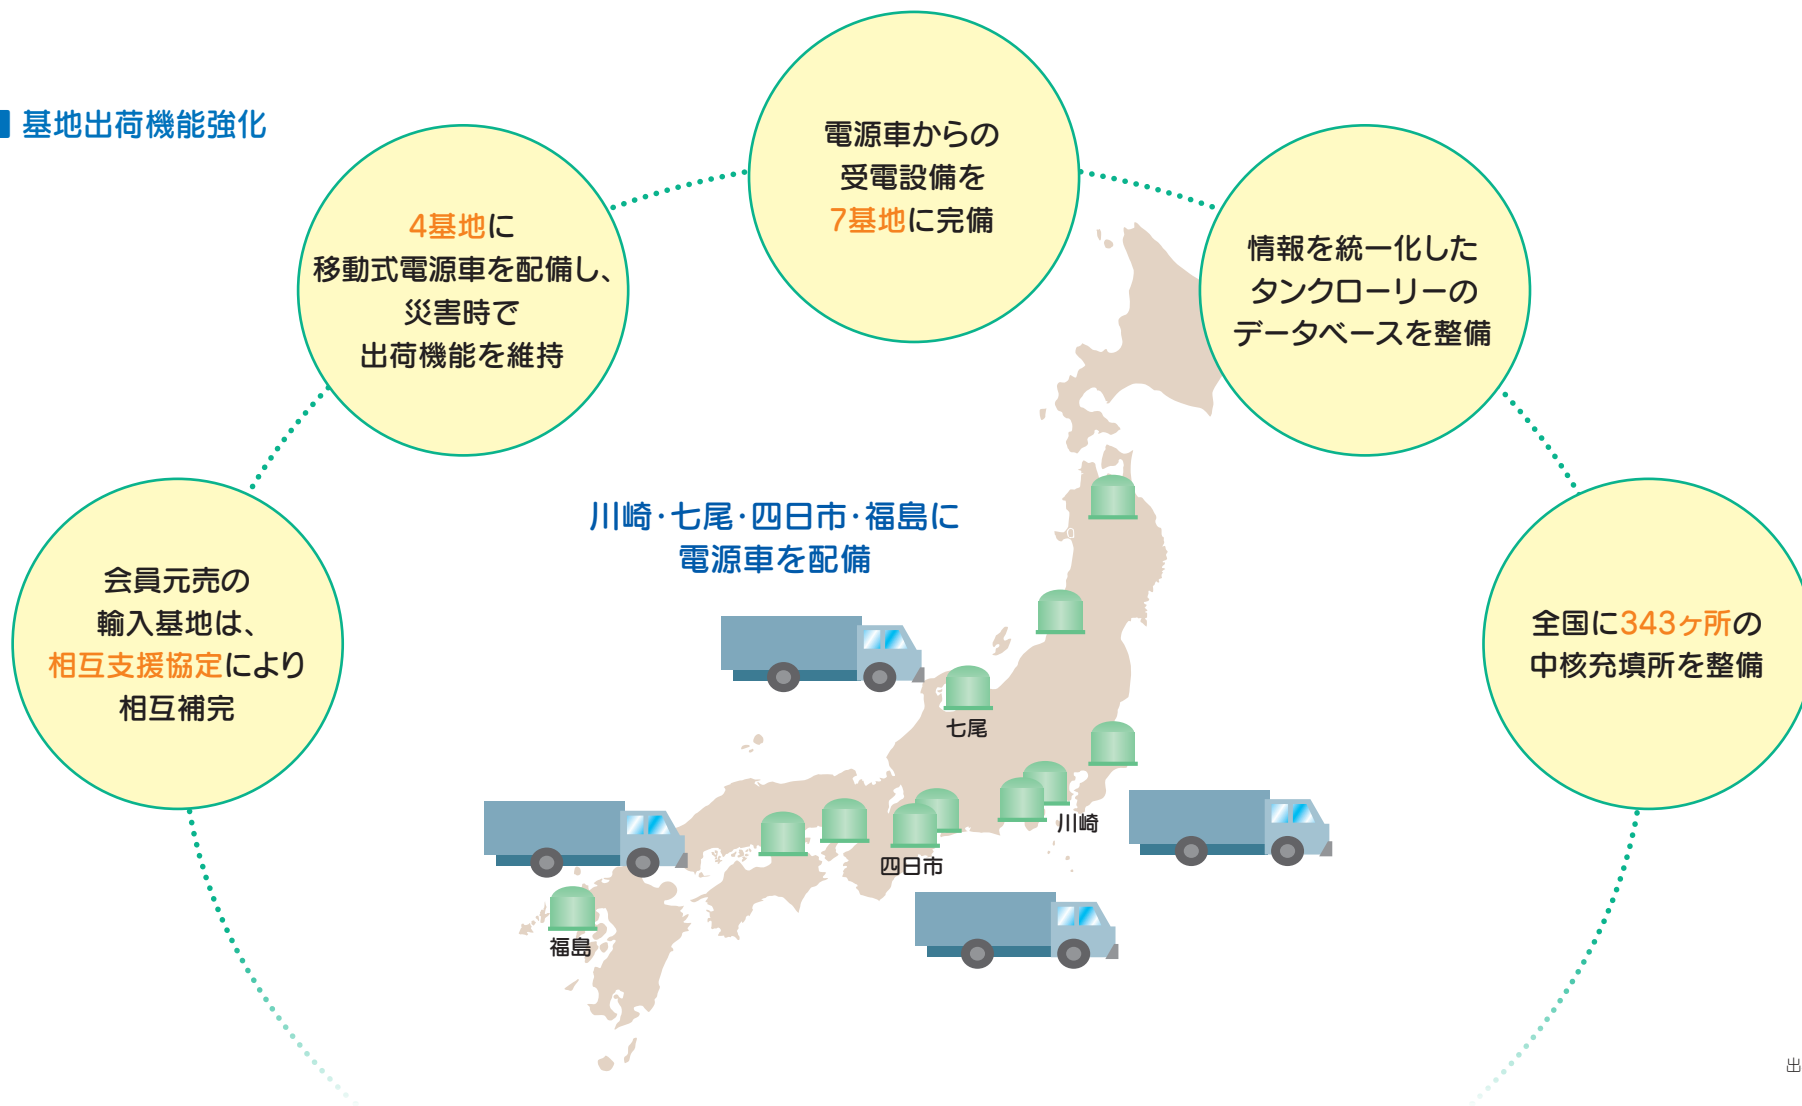 基地出荷機能強化
会員元売の
輸入基地は、
相互支援協定により
相互補完
4基地に
移動式電源車を配備し、
災害時で
出荷機能を維持
電源車からの
受電設備を
7基地に完備
情報を統一化した
タンクローリーの
データベースを整備
全国に343ヶ所の
中核充填所を整備
川崎・七尾・四日市・福島に
電源車を配備
七尾
川崎
四日市
福島
出